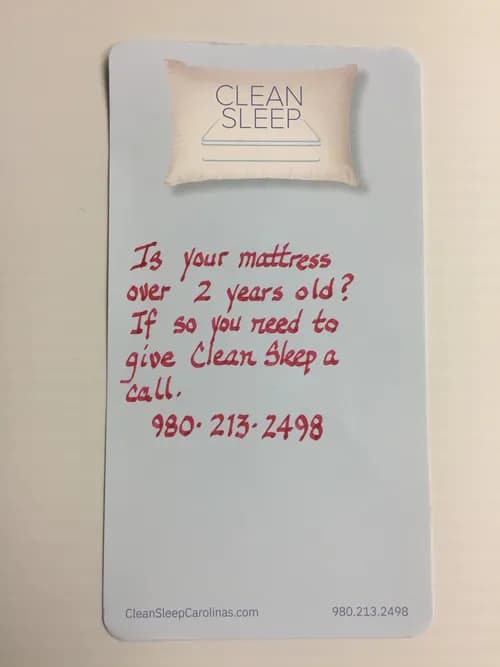 CLEAN
SLEEP
Is your mattress
over 2 years old?
If so you need to
give Clean Sleep a
call.
980-213-2498
CleanSleepCarolinas.com 980.213.2498